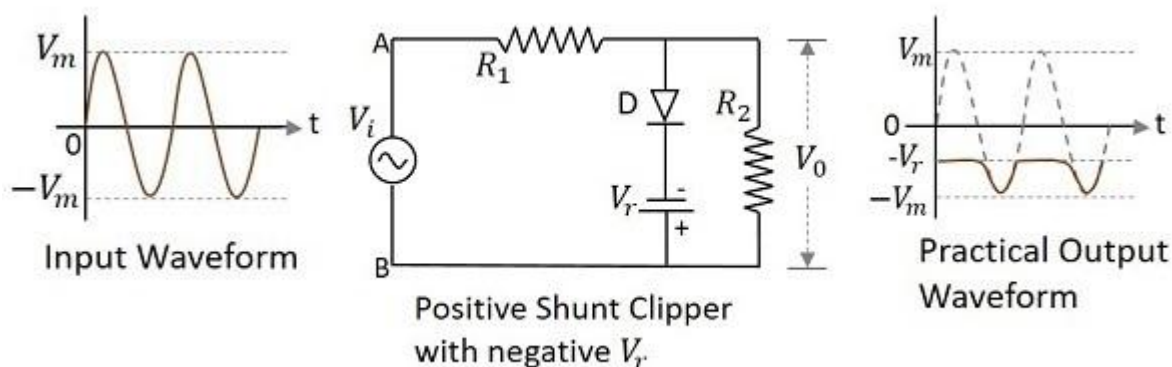 V_m
0
t
−V_m
Input Waveform
A
R_1
V_i
D
R_2
V_0
V_r
-
+
B
Positive Shunt Clipper
with negative V_r
V_m
0
t
-V_r
−V_m
Practical Output
Waveform